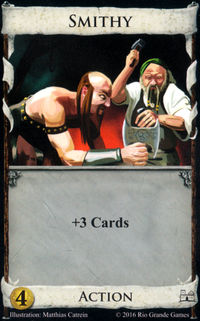 Smithy
+3 Cards
4 Action
Illustration: Matthias Catrein © 2016 Rio Grande Games